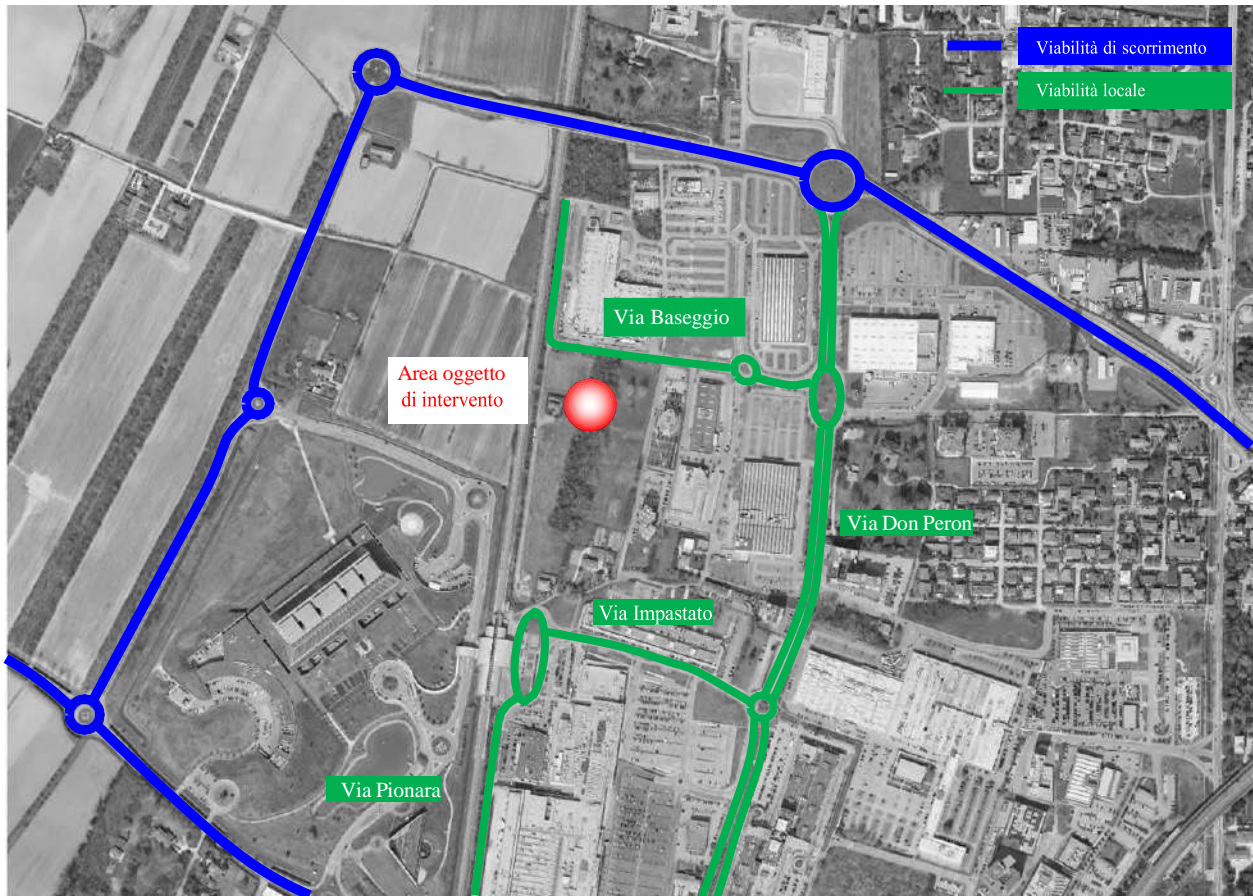 Viabilità di scorrimento
Viabilità locale
Via Baseggio
Area oggetto
di intervento
Via Don Peron
Via Impastato
Via Pionara